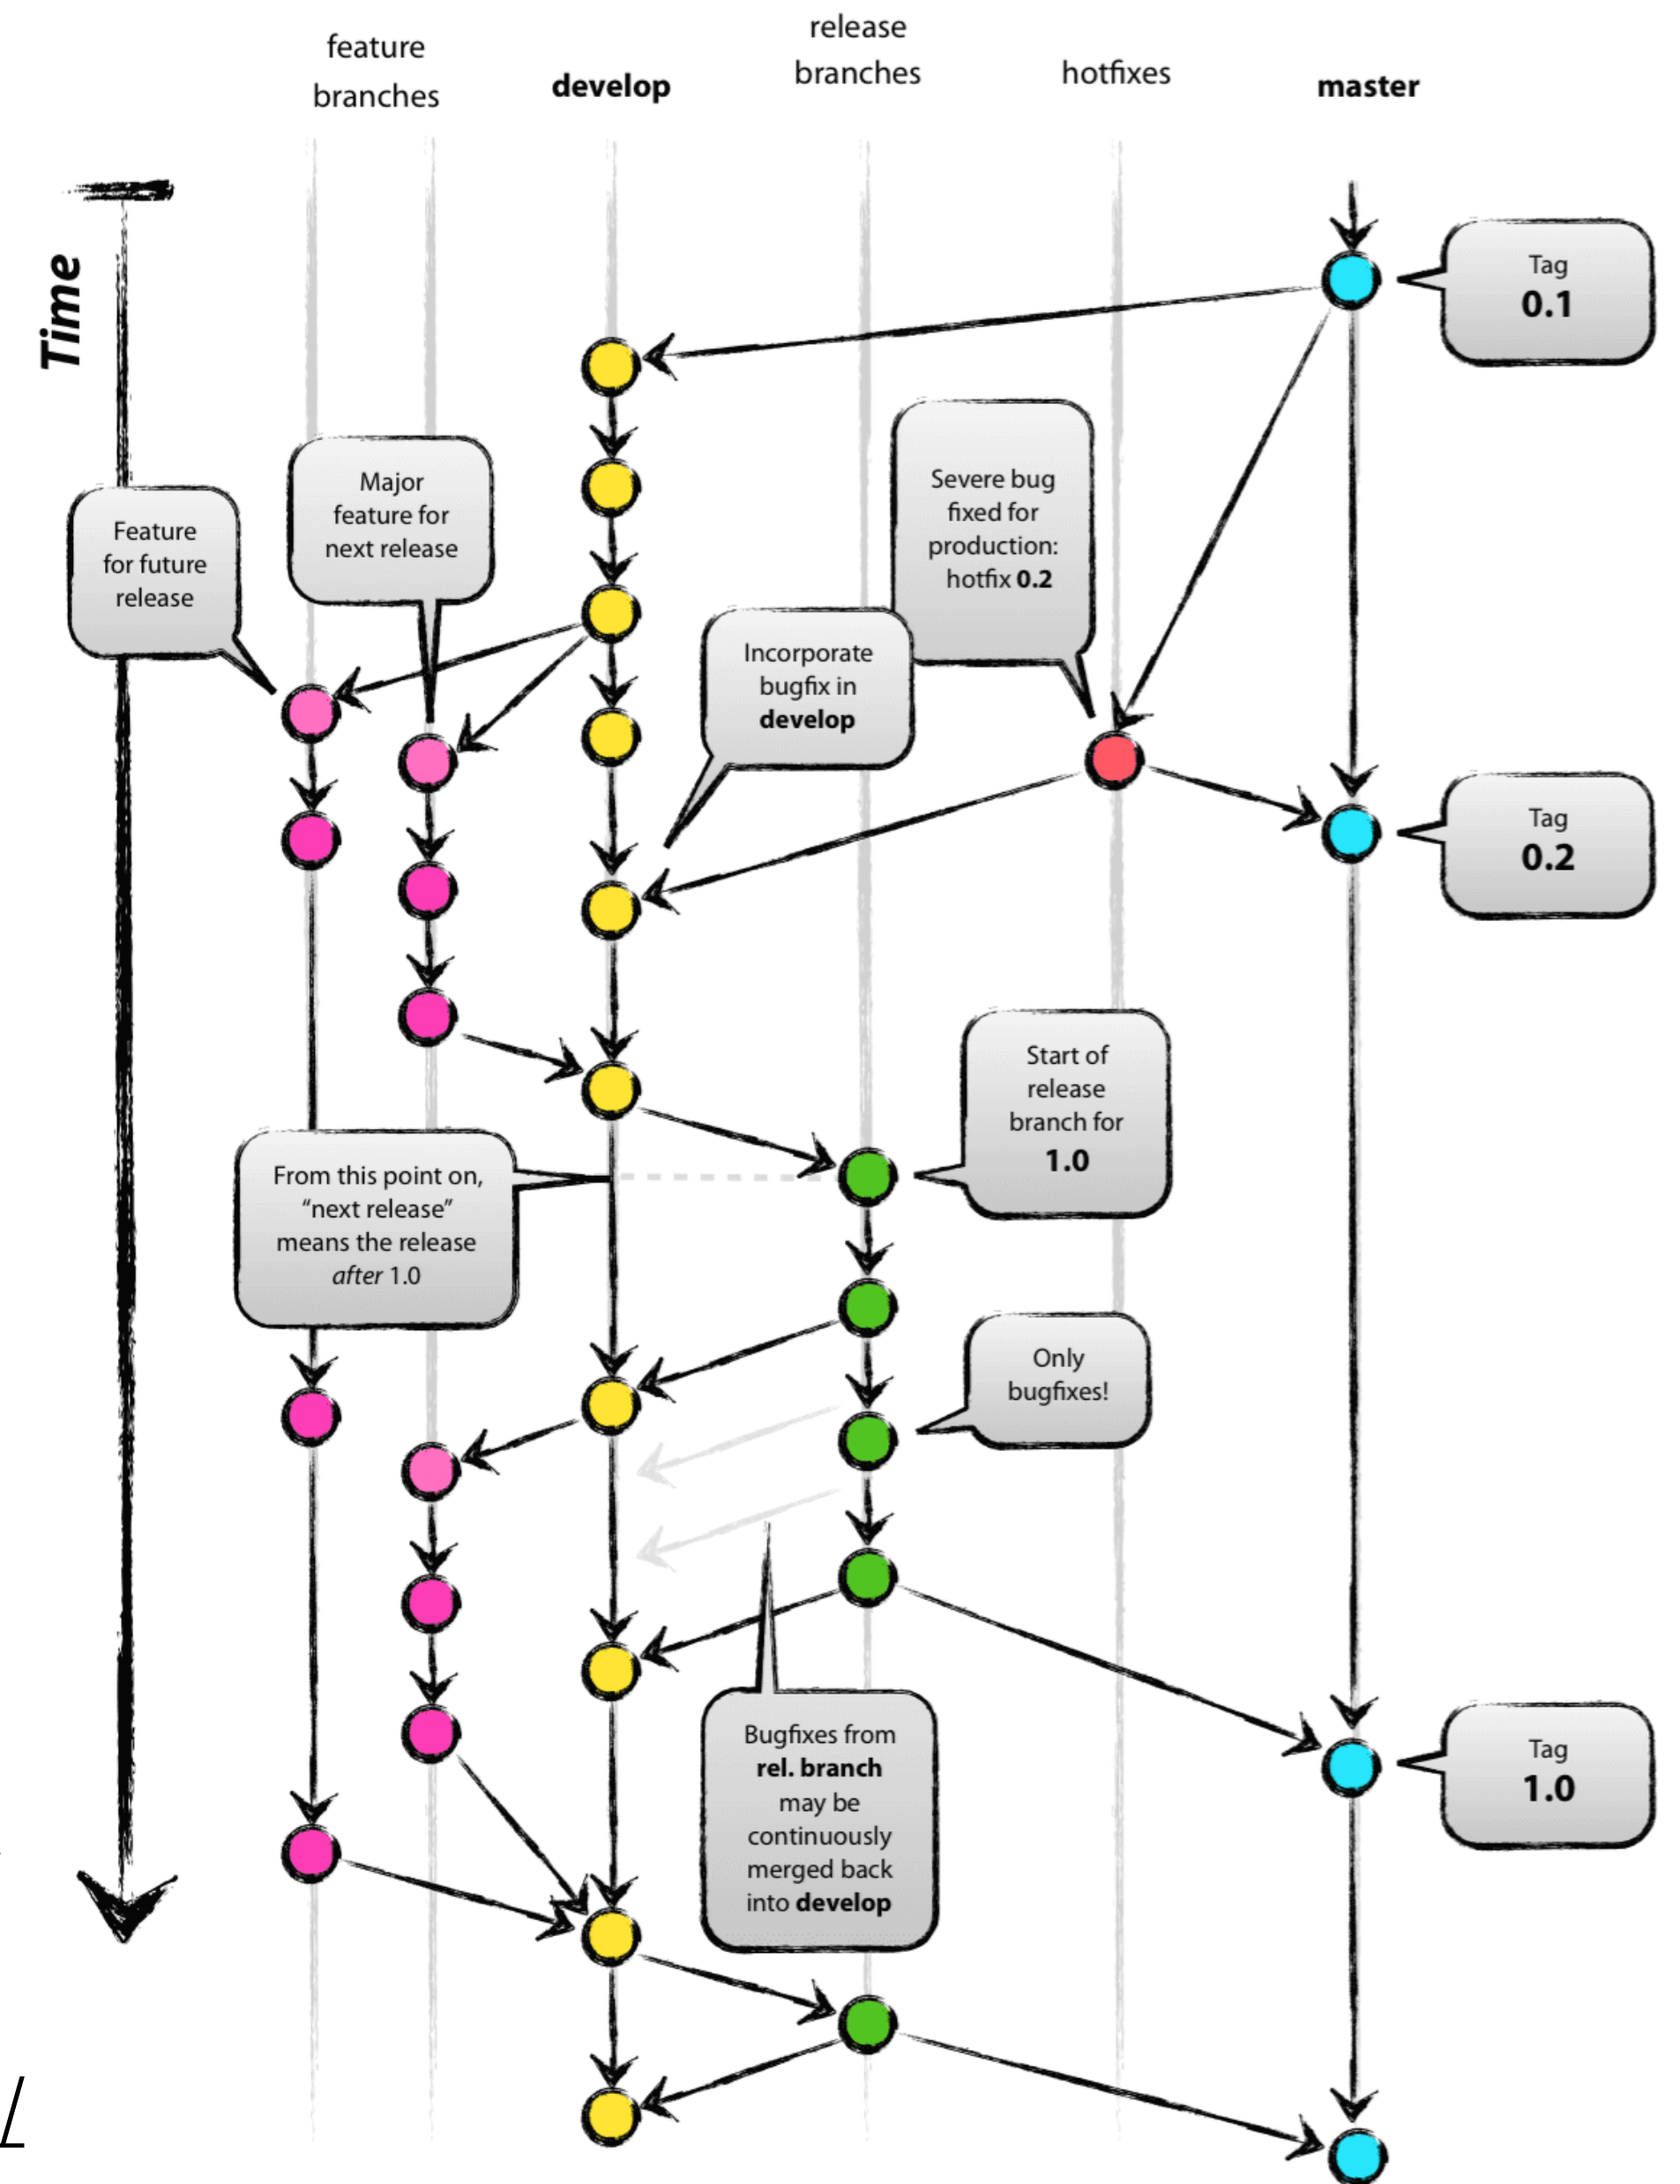 feature
branches
develop
release
branches
hotfixes
master
Time
Tag
0.1
Major
feature for
next release
Feature
for future
release
Severe bug
fixed for
production:
hotfix 0.2
Incorporate
bugfix in
develop
Tag
0.2
Start of
release
branch for
1.0
From this point on,
“next release”
means the release
after 1.0
Only
bugfixes!
Bugfixes from
rel. branch
may be
continuously
merged back
into develop
Tag
1.0